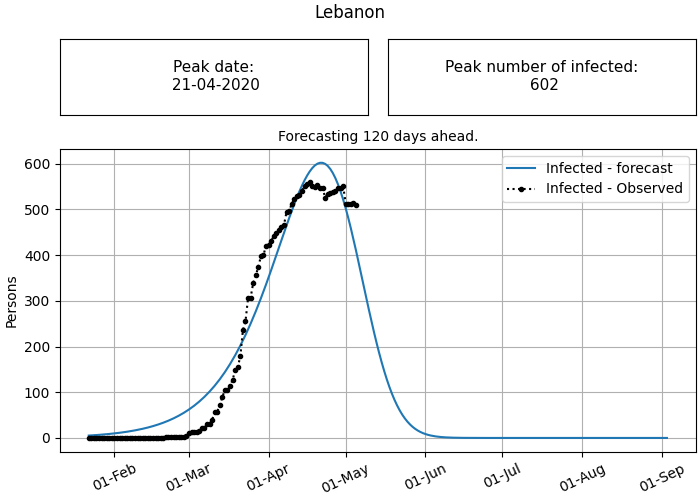 Lebanon
Peak date:
21-04-2020
Peak number of infected:
602
Forecasting 120 days ahead.
Infected - forecast
Infected - Observed
Persons
600
500
400
300
200
100
0
01-Feb
01-Mar
01-Apr
01-May
01-Jun
01-Jul
01-Aug
01-Sep